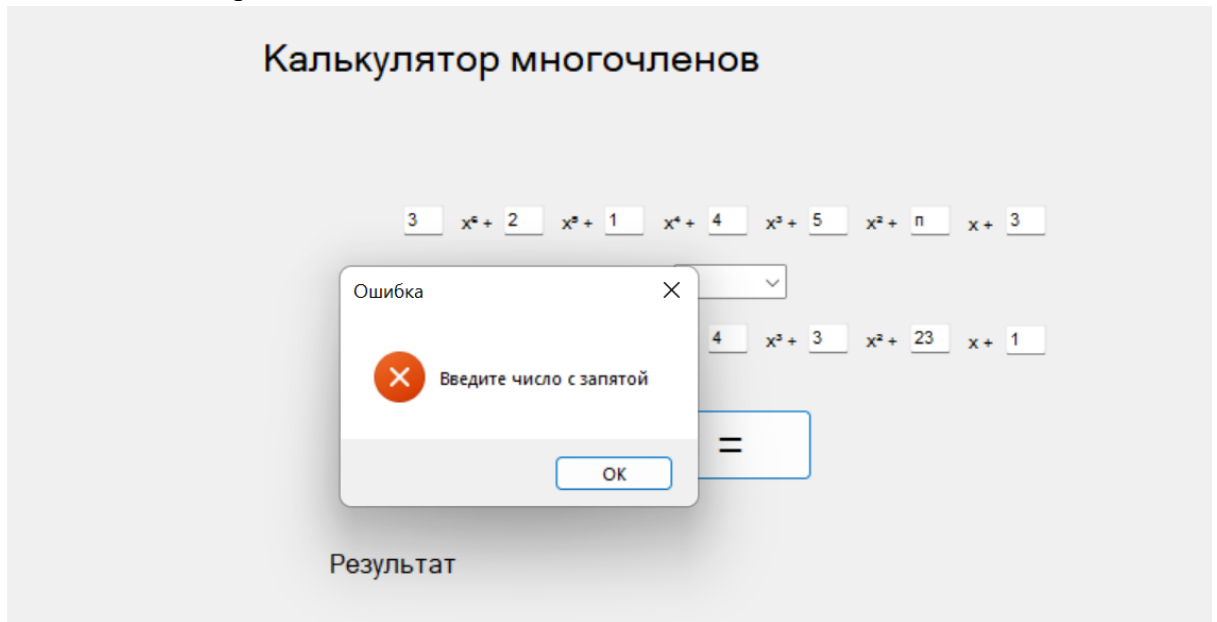 Калькулятор многочленов
3 x⁶ + 2 x⁵ + 1 x⁴ + 4 x³ + 5 x² + п x + 3
Ошибка
4 x³ + 3 x² + 23 x + 1
Введите число с запятой
=
ОК
Результат